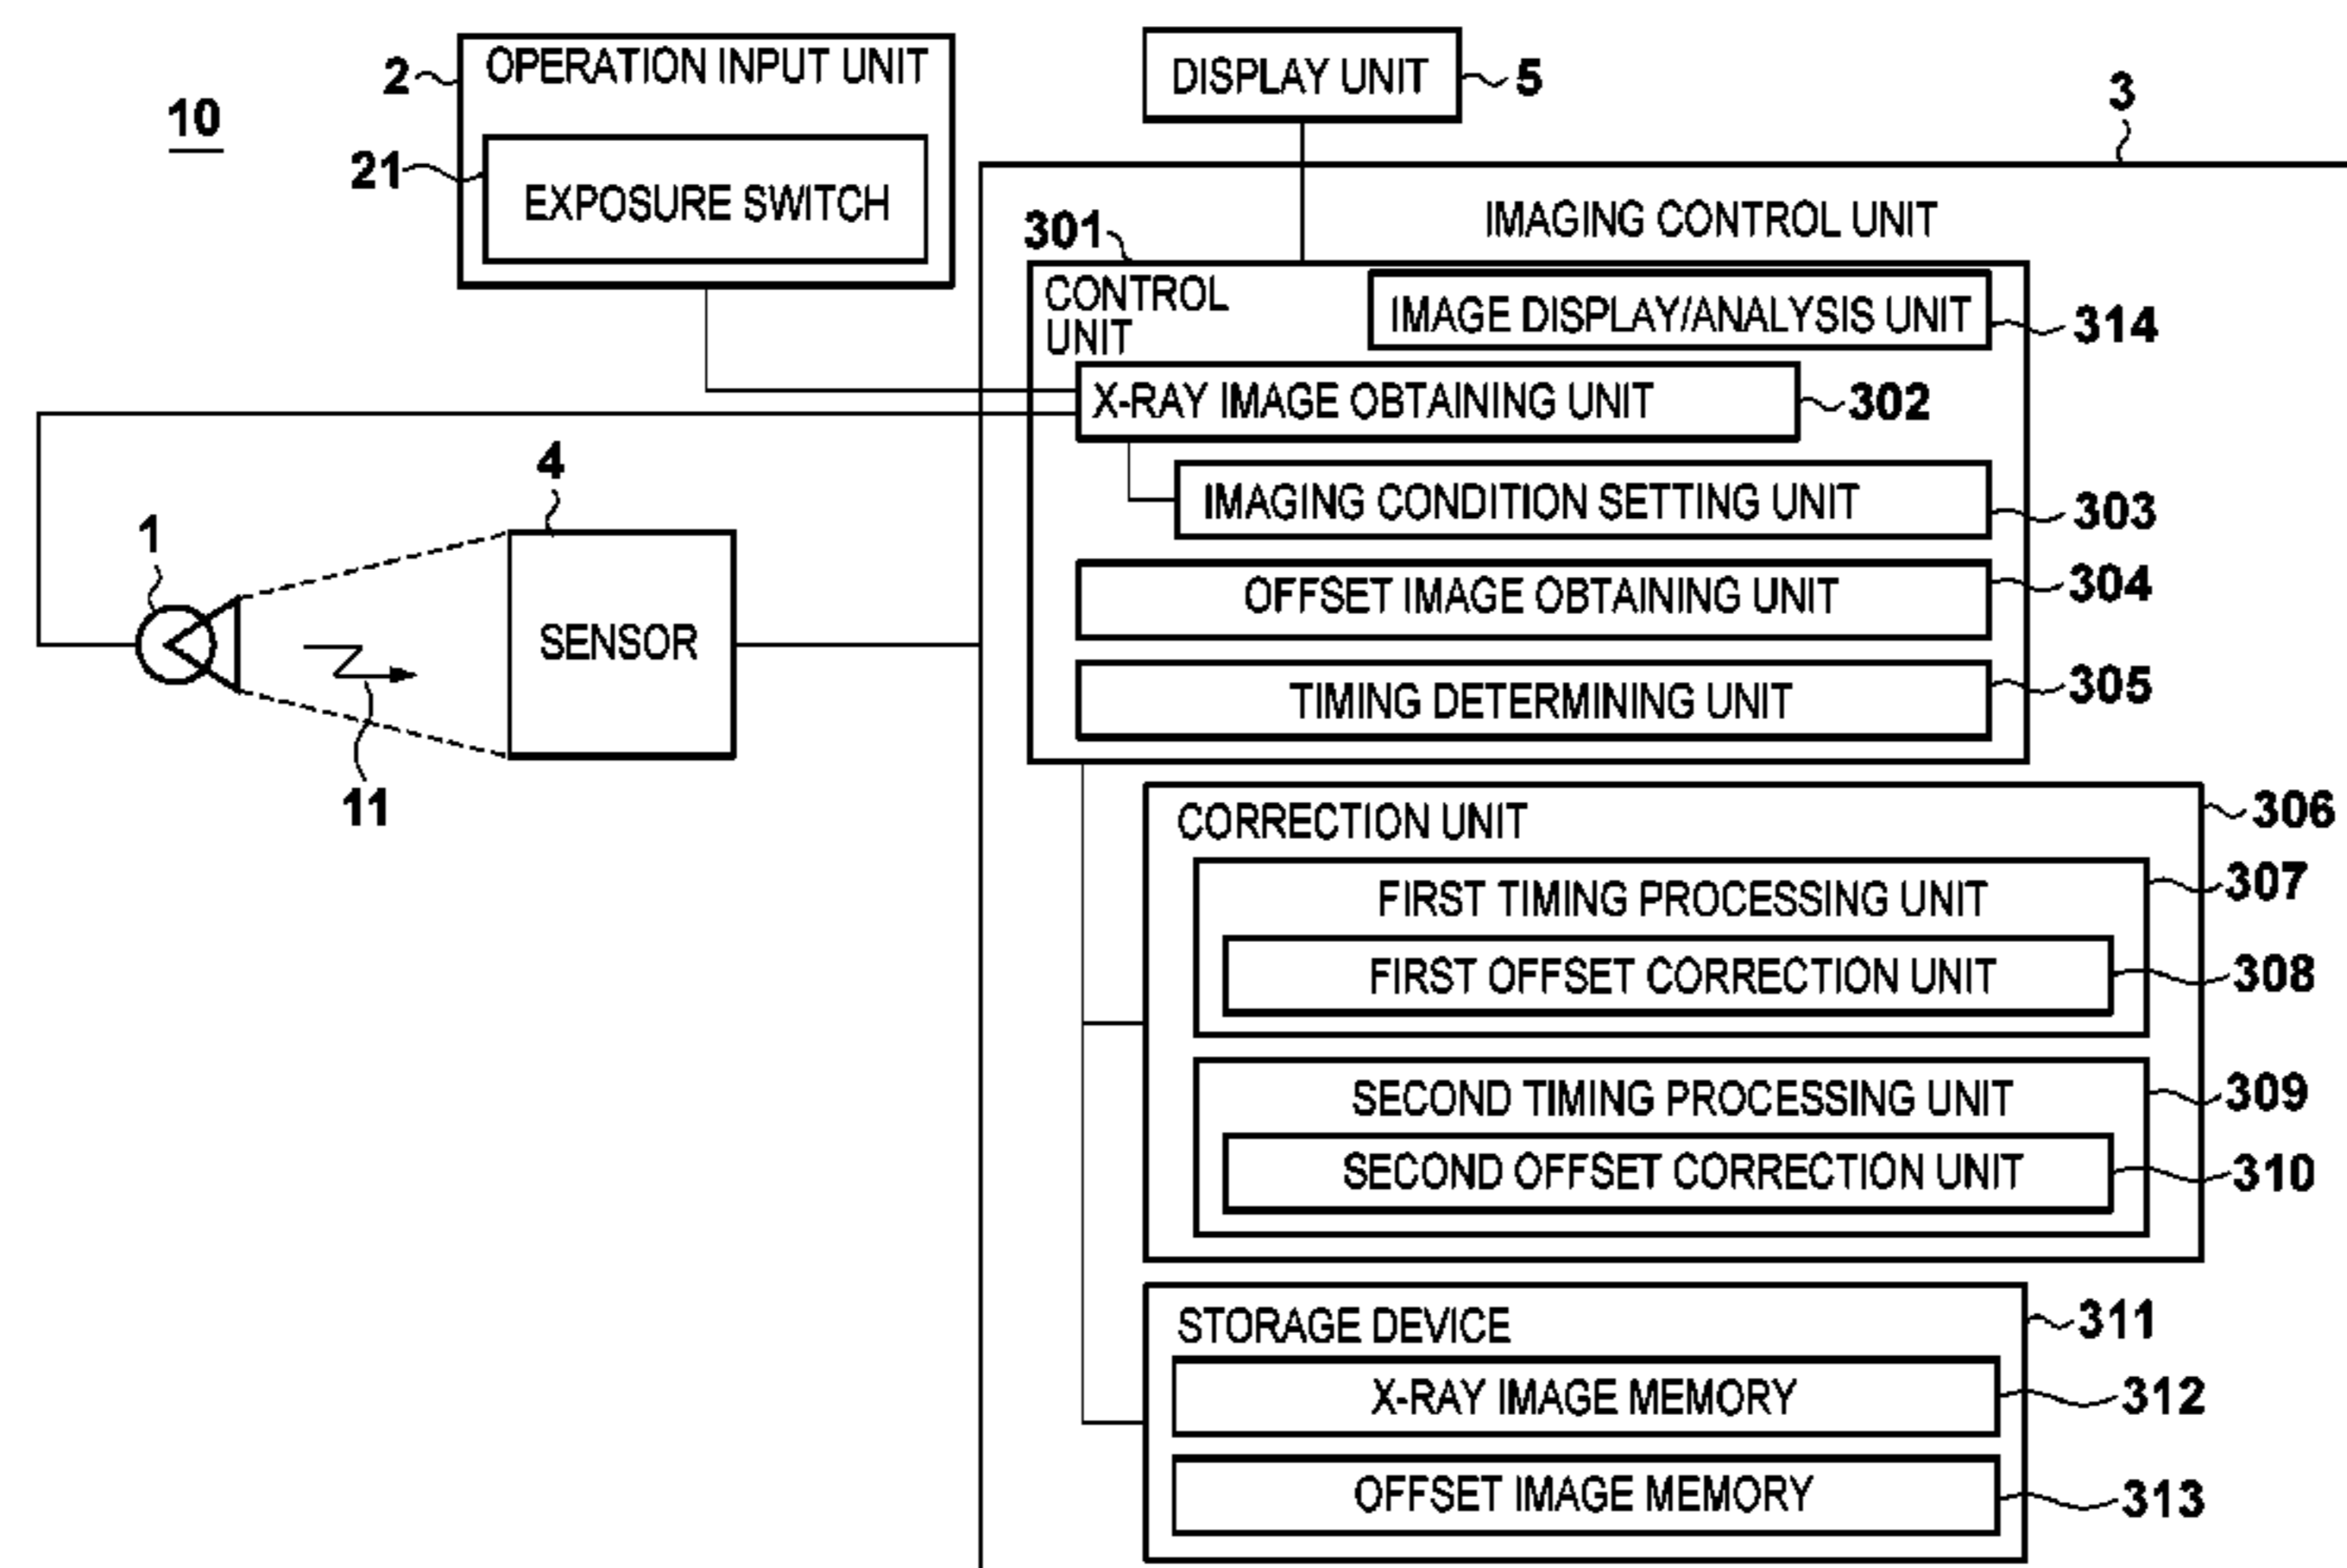 10
2
OPERATION INPUT UNIT
21
EXPOSURE SWITCH
DISPLAY UNIT
5
3
IMAGING CONTROL UNIT
301
CONTROL
UNIT
IMAGE DISPLAY/ANALYSIS UNIT
314
X-RAY IMAGE OBTAINING UNIT
302
IMAGING CONDITION SETTING UNIT
303
OFFSET IMAGE OBTAINING UNIT
304
TIMING DETERMINING UNIT
305
1
4
SENSOR
11
CORRECTION UNIT
306
FIRST TIMING PROCESSING UNIT
307
FIRST OFFSET CORRECTION UNIT
308
SECOND TIMING PROCESSING UNIT
309
SECOND OFFSET CORRECTION UNIT
310
STORAGE DEVICE
311
X-RAY IMAGE MEMORY
312
OFFSET IMAGE MEMORY
313